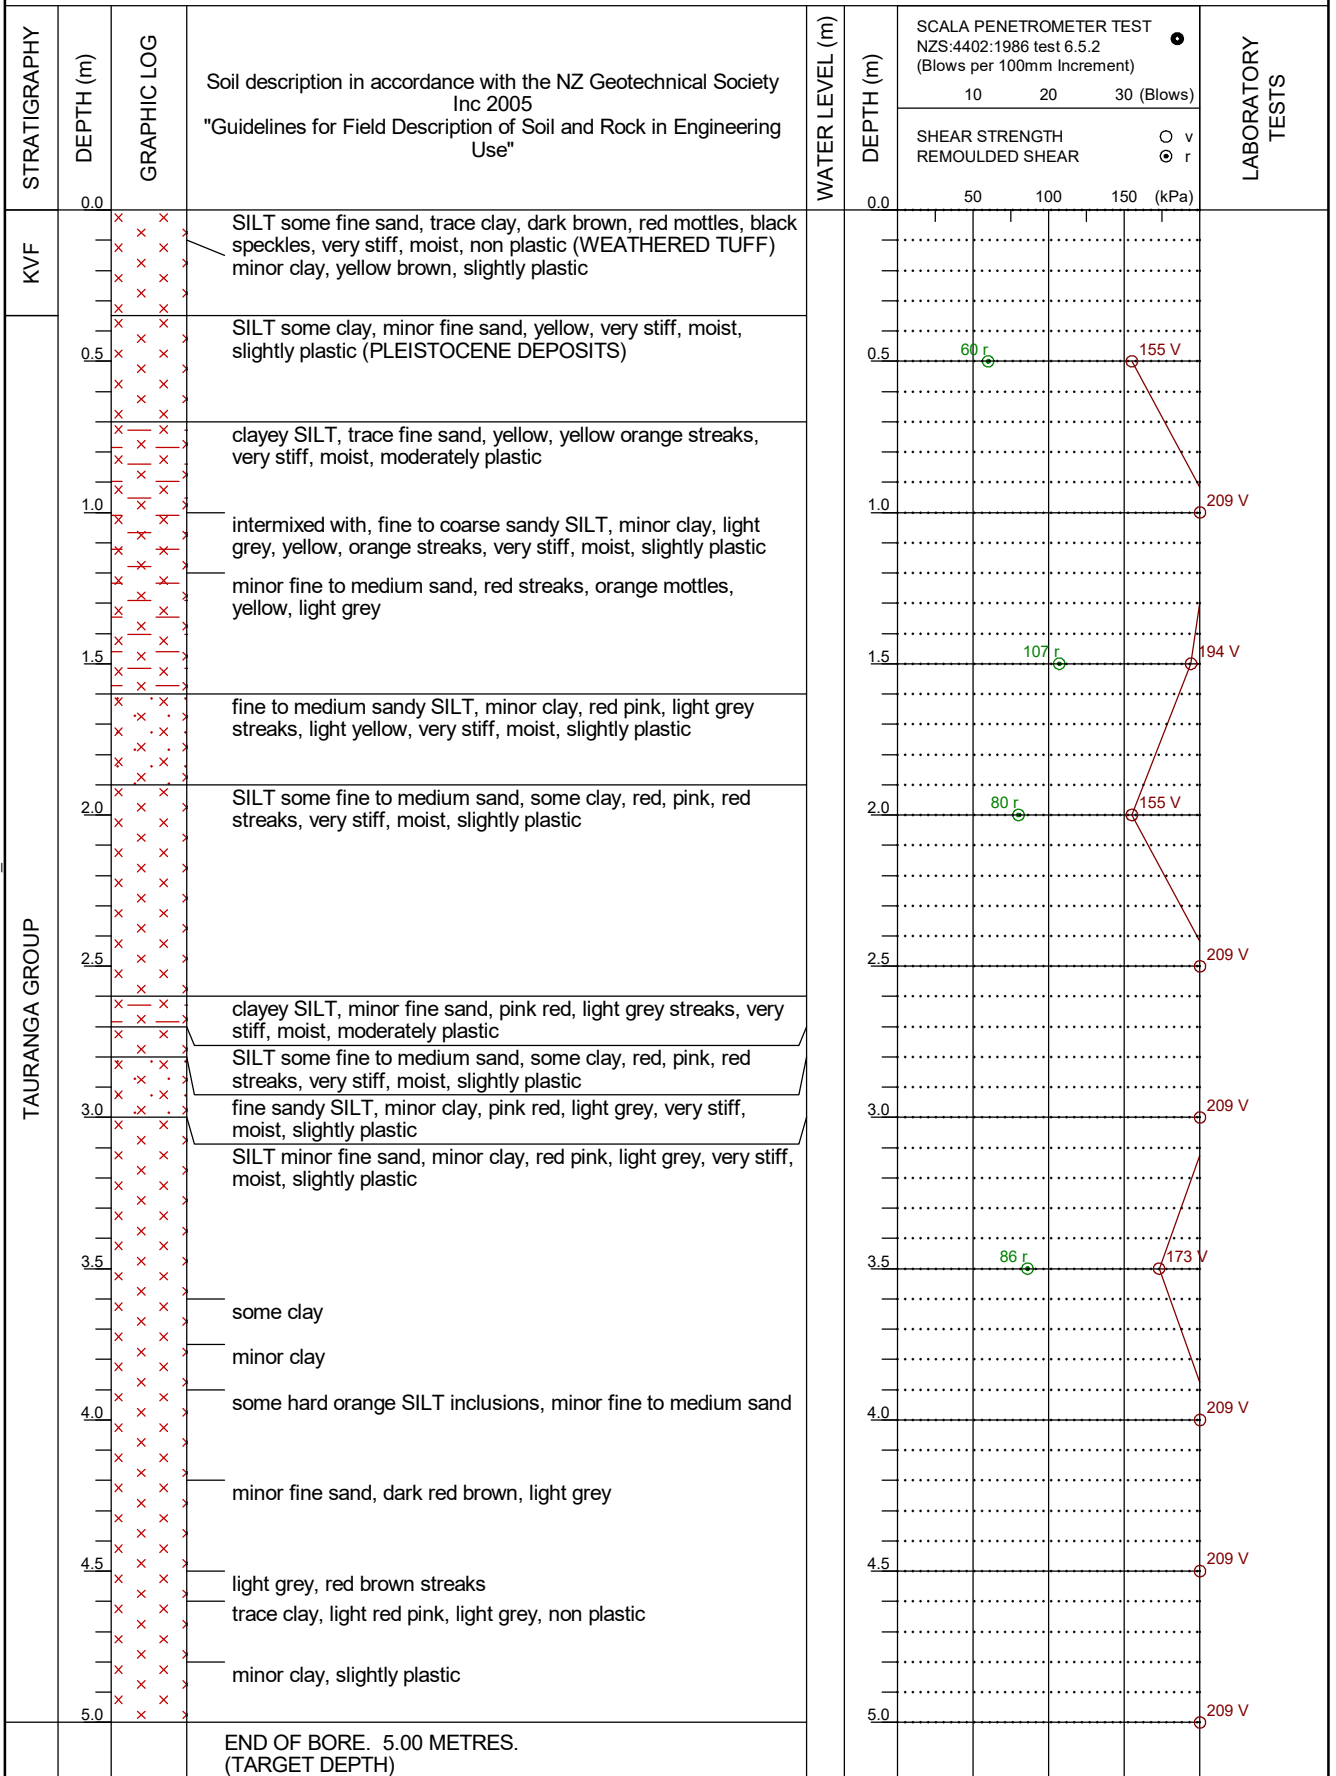 STRATIGRAPHY
DEPTH (m)
GRAPHIC LOG
Soil description in accordance with the NZ Geotechnical Society
Inc 2005
"Guidelines for Field Description of Soil and Rock in Engineering
Use"
WATER LEVEL (m)
DEPTH (m)
SCALA PENETROMETER TEST
NZS:4402:1986 test 6.5.2
(Blows per 100mm Increment)
10 20 30 (Blows)
SHEAR STRENGTH v
REMOULDED SHEAR r
50 100 150 (kPa)
LABORATORY
TESTS
0.0 0.0
KVF
SILT some fine sand, trace clay, dark brown, red mottles, black
speckles, very stiff, moist, non plastic (WEATHERED TUFF)
minor clay, yellow brown, slightly plastic
SILT some clay, minor fine sand, yellow, very stiff, moist,
slightly plastic (PLEISTOCENE DEPOSITS)
0.5 0.5 60 r 155 V
clayey SILT, trace fine sand, yellow, yellow orange streaks,
very stiff, moist, moderately plastic
1.0 1.0 209 V
intermixed with, fine to coarse sandy SILT, minor clay, light
grey, yellow, orange streaks, very stiff, moist, slightly plastic
minor fine to medium sand, red streaks, orange mottles,
yellow, light grey
1.5 1.5 107 r 194 V
fine to medium sandy SILT, minor clay, red pink, light grey
streaks, light yellow, very stiff, moist, slightly plastic
SILT some fine to medium sand, some clay, red, pink, red
streaks, very stiff, moist, slightly plastic
2.0 2.0 80 r 155 V
TAURANGA GROUP
2.5 2.5 209 V
clayey SILT, minor fine sand, pink red, light grey streaks, very
stiff, moist, moderately plastic
SILT some fine to medium sand, some clay, red, pink, red
streaks, very stiff, moist, slightly plastic
fine sandy SILT, minor clay, pink red, light grey, very stiff,
moist, slightly plastic
3.0 3.0 209 V
SILT minor fine sand, minor clay, red pink, light grey, very stiff,
moist, slightly plastic
3.5 3.5 86 r 173 V
some clay
minor clay
some hard orange SILT inclusions, minor fine to medium sand
4.0 4.0 209 V
minor fine sand, dark red brown, light grey
4.5 4.5 209 V
light grey, red brown streaks
trace clay, light red pink, light grey, non plastic
minor clay, slightly plastic
5.0 5.0 209 V
END OF BORE. 5.00 METRES.
(TARGET DEPTH)